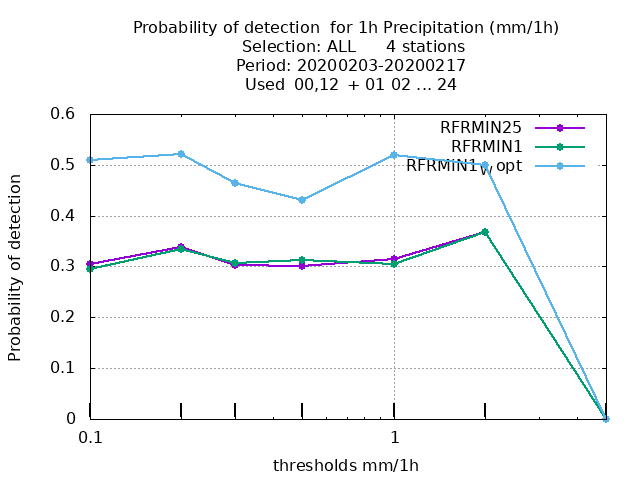 Probability of detection  for 1h Precipitation (mm/1h)
Selection: ALL      4 stations
Period: 20200203-20200217
Used  00,12  + 01 02 ... 24
0.6
0.5
0.4
0.3
0.2
0.1
0
Probability of detection
RFRMIN25
RFRMIN1
RFRMIN1W opt
0.1
1
thresholds mm/1h